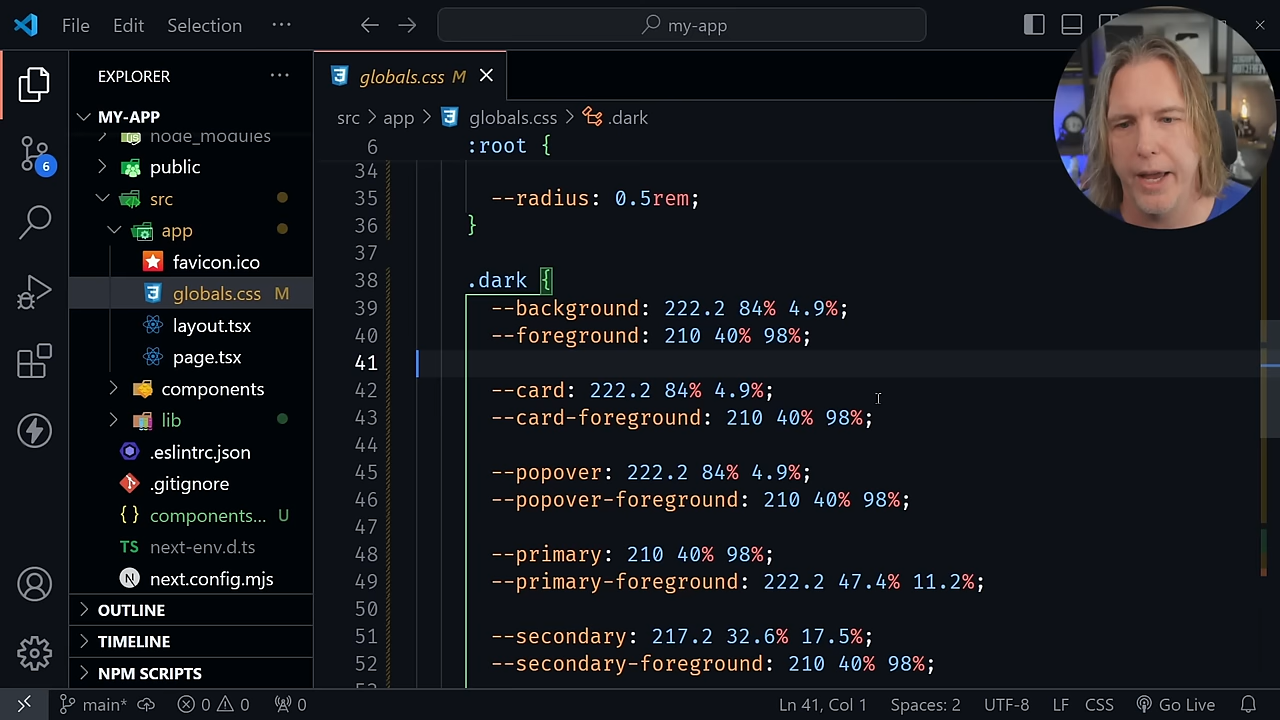 File Edit Selection ···
my-app
EXPLORER ···
MY-APP
node_modules
public
src
app
favicon.ico
globals.css M
layout.tsx
page.tsx
components
lib
.eslintrc.json
.gitignore
{} components... U
TS next-env.d.ts
N next.config.mjs
OUTLINE
TIMELINE
NPM SCRIPTS
6
globals.css M
src > app > globals.css > .dark
6 :root {
34
35 --radius: 0.5rem;
36 }
37
38 .dark {
39 --background: 222.2 84% 4.9%;
40 --foreground: 210 40% 98%;
41
42 --card: 222.2 84% 4.9%;
43 --card-foreground: 210 40% 98%;
44
45 --popover: 222.2 84% 4.9%;
46 --popover-foreground: 210 40% 98%;
47
48 --primary: 210 40% 98%;
49 --primary-foreground: 222.2 47.4% 11.2%;
50
51 --secondary: 217.2 32.6% 17.5%;
52 --secondary-foreground: 210 40% 98%;
main* 0 0 0 Ln 41, Col 1 Spaces: 2 UTF-8 LF CSS Go Live